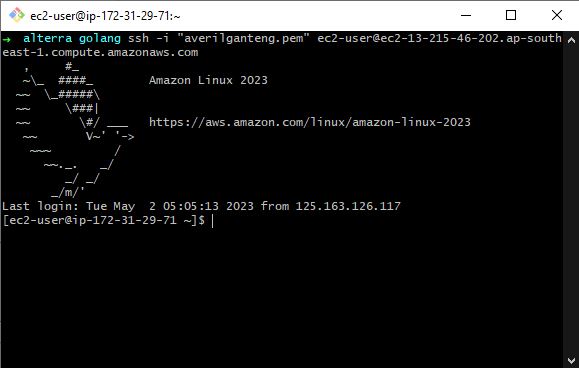 ec2-user@ip-172-31-29-71:~
→ alterra golang ssh -i "averilganteng.pem" ec2-user@ec2-13-215-46-202.ap-south
east-1.compute.amazonaws.com
   ,     #_
   ~\_  ####_        Amazon Linux 2023
  ~~  \_#####\
  ~~     \###|
  ~~       \#/ ___   https://aws.amazon.com/linux/amazon-linux-2023
   ~~       V~' '->
    ~~~         /
      ~~._.   _/
         _/ _/
       _/m/'
Last login: Tue May  2 05:05:13 2023 from 125.163.126.117
[ec2-user@ip-172-31-29-71 ~]$